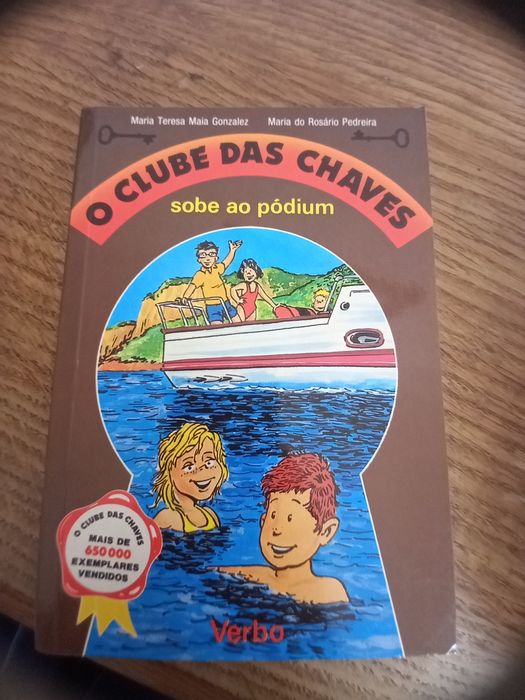 Maria Teresa Maia Gonzalez Maria do Rosário Pedreira
O CLUBE DAS CHAVES
sobe ao pódium
O CLUBE DAS CHAVES
MAIS DE
650 000
EXEMPLARES
VENDIDOS
Verbo